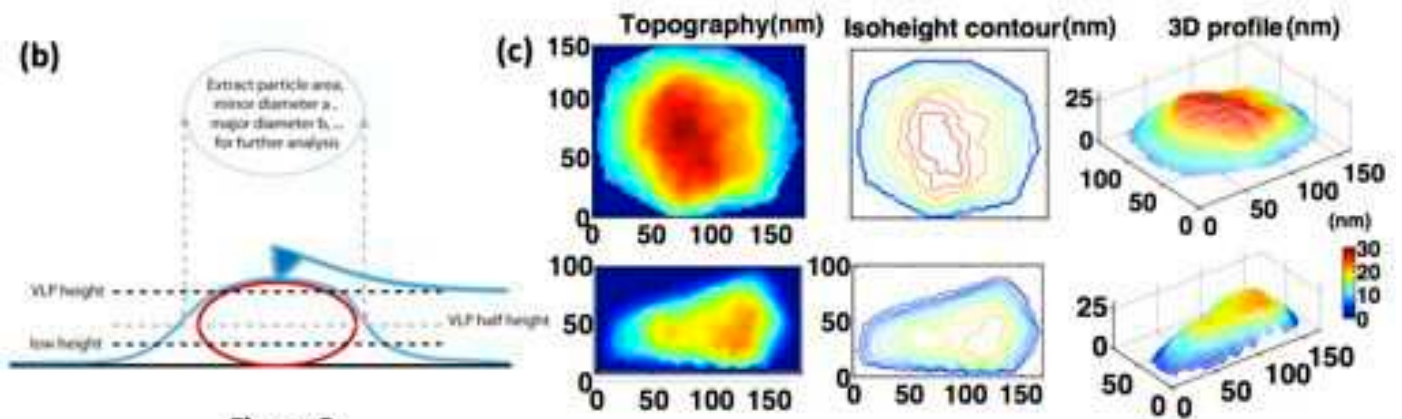 (b)
Extract particle area,
minor diameter a..
major diameter b, ...
for further analysis
VLP height
VLP half height
low height
(c)
Topography(nm)
150
100
50
0
0 50 100 150
100
50
0
0 50 100 150
Isoheight contour(nm)
100
50
0
0 50 100 150
3D profile(nm)
25
0
100
50
0 0
50
100
150
(nm)
30
20
10
0
25
0
50
0 0
50
100
150